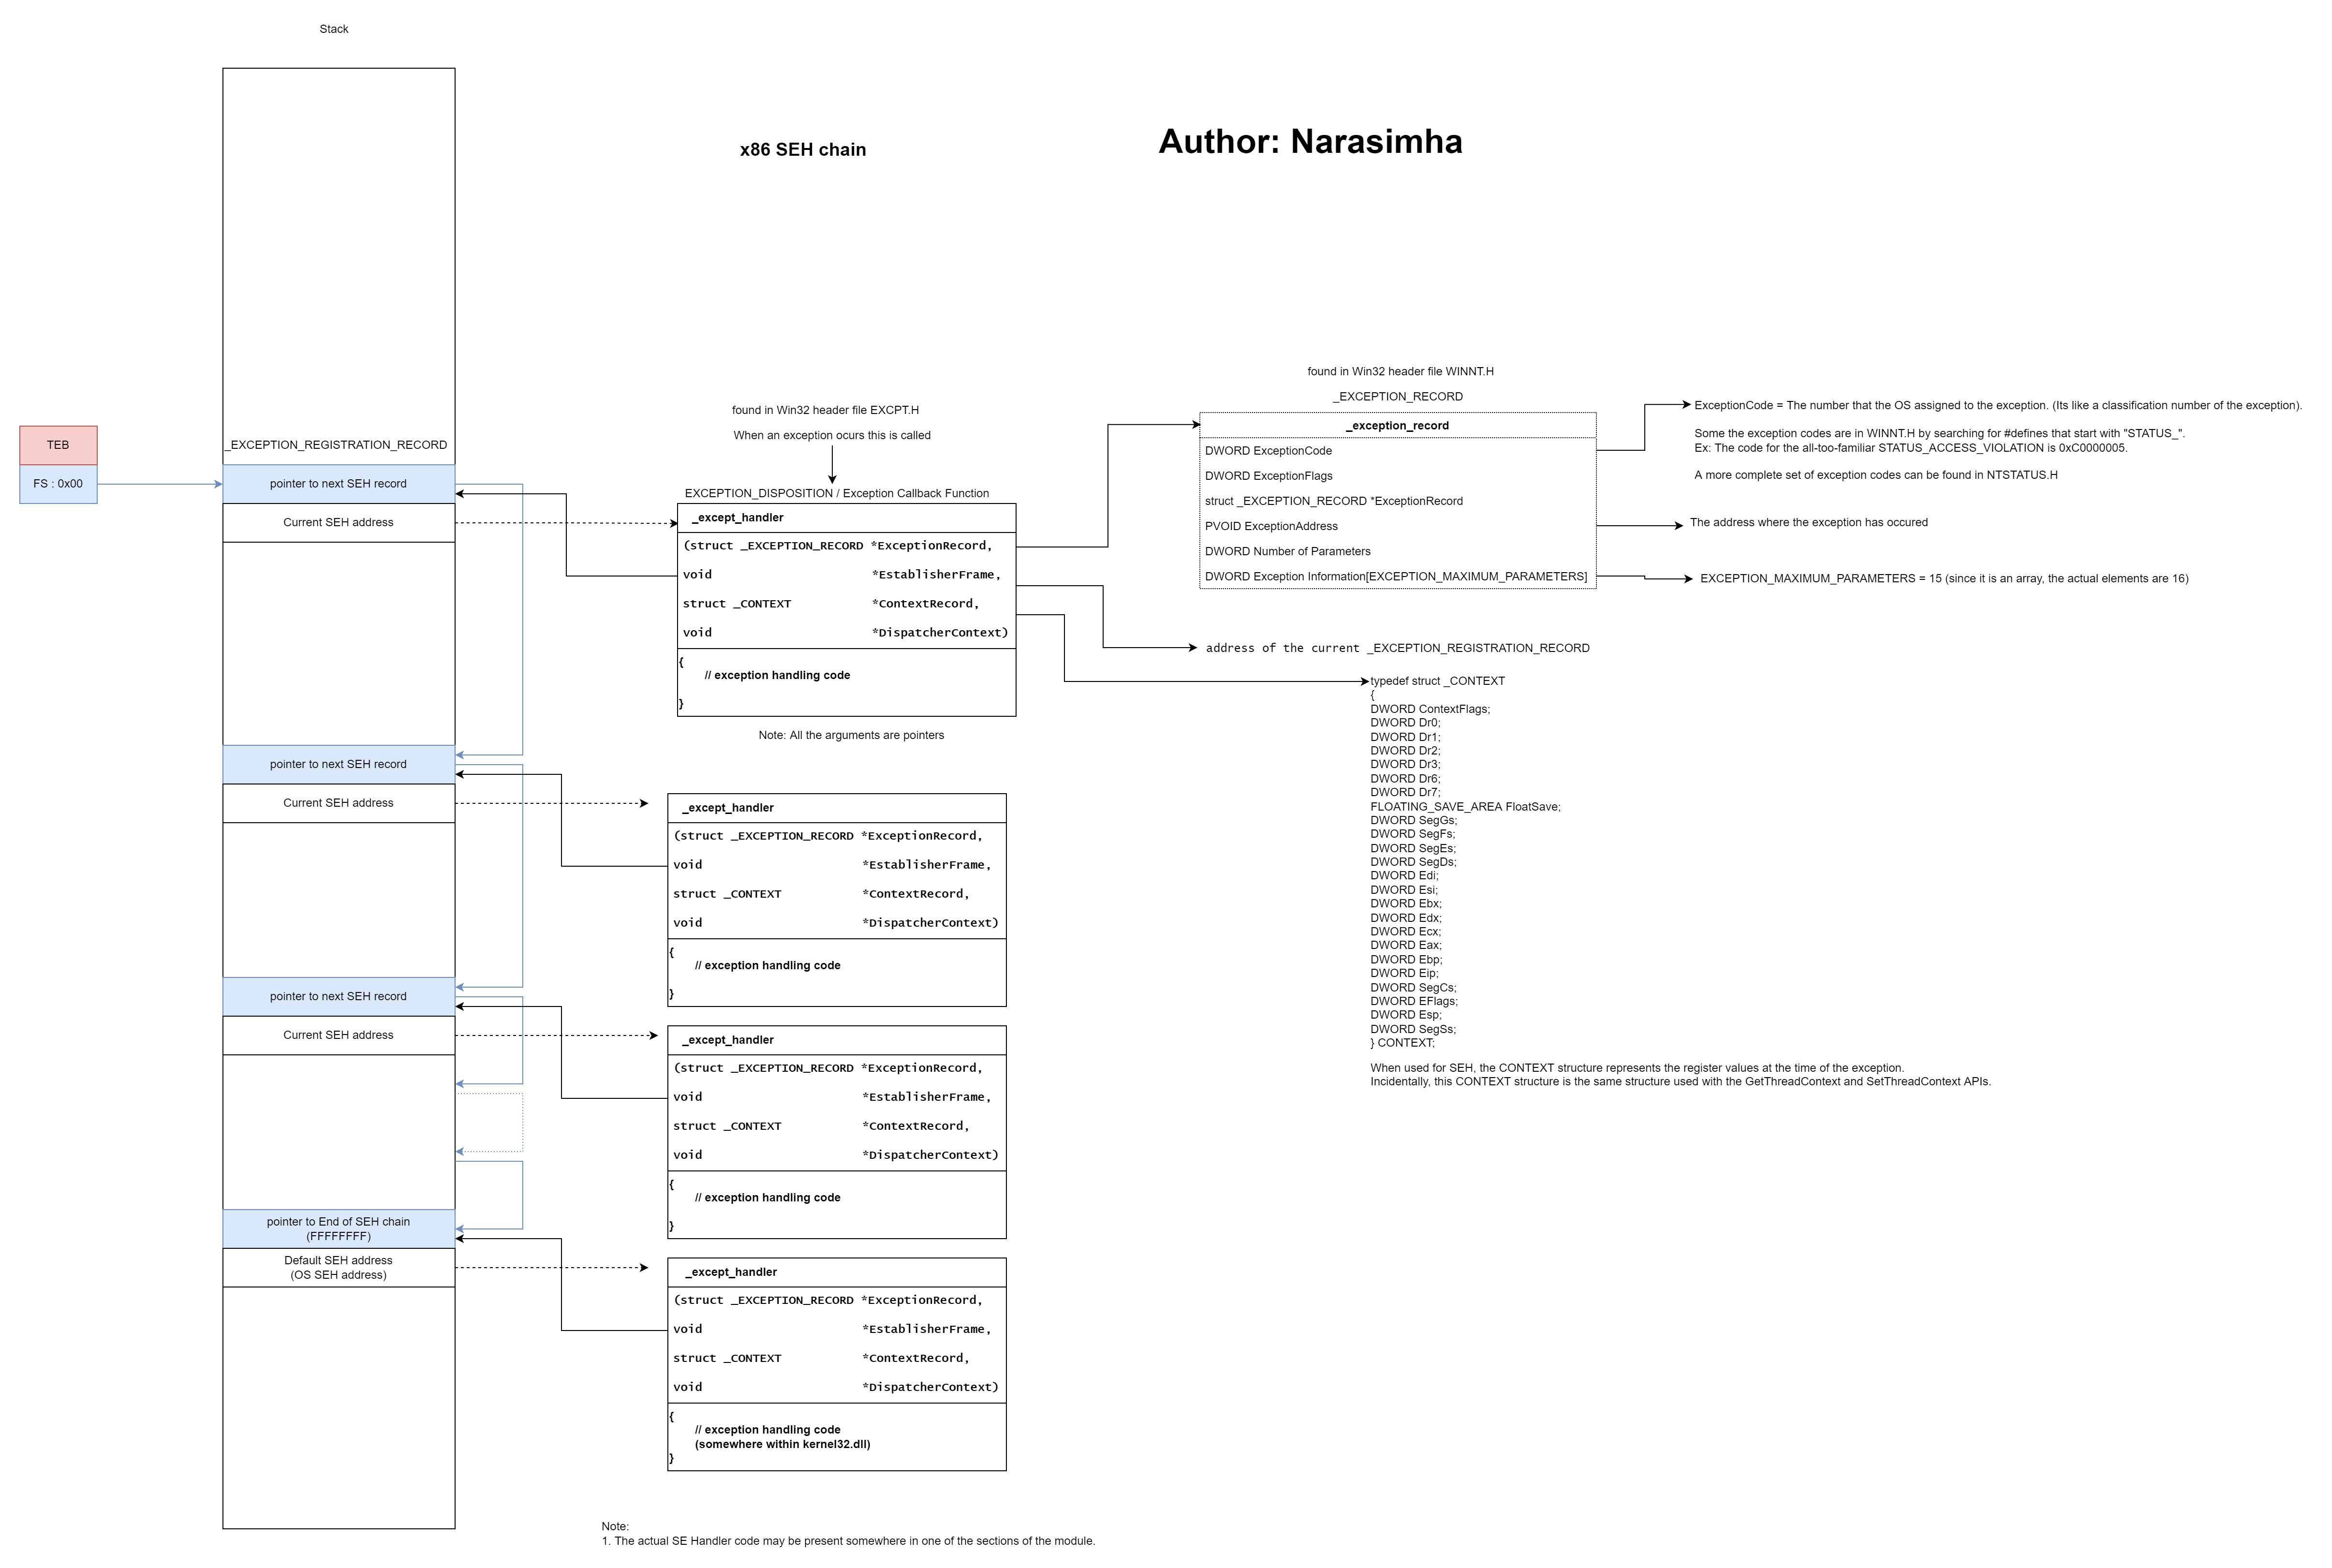 Stack
x86 SEH chain
Author: Narasimha
TEB
FS : 0x00
_EXCEPTION_REGISTRATION_RECORD
pointer to next SEH record
Current SEH address
pointer to next SEH record
Current SEH address
pointer to next SEH record
Current SEH address
pointer to End of SEH chain
(FFFFFFFF)
Default SEH address
(OS SEH address)
found in Win32 header file EXCPT.H
When an exception ocurs this is called
EXCEPTION_DISPOSITION / Exception Callback Function
_except_handler
(struct _EXCEPTION_RECORD *ExceptionRecord,
void *EstablisherFrame,
struct _CONTEXT *ContextRecord,
void *DispatcherContext)
{
// exception handling code
}
Note: All the arguments are pointers
_except_handler
(struct _EXCEPTION_RECORD *ExceptionRecord,
void *EstablisherFrame,
struct _CONTEXT *ContextRecord,
void *DispatcherContext)
{
// exception handling code
}
_except_handler
(struct _EXCEPTION_RECORD *ExceptionRecord,
void *EstablisherFrame,
struct _CONTEXT *ContextRecord,
void *DispatcherContext)
{
// exception handling code
}
_except_handler
(struct _EXCEPTION_RECORD *ExceptionRecord,
void *EstablisherFrame,
struct _CONTEXT *ContextRecord,
void *DispatcherContext)
{
// exception handling code
(somewhere within kernel32.dll)
}
Note:
1. The actual SE Handler code may be present somewhere in one of the sections of the module.
found in Win32 header file WINNT.H
_EXCEPTION_RECORD
_exception_record
DWORD ExceptionCode
DWORD ExceptionFlags
struct _EXCEPTION_RECORD *ExceptionRecord
PVOID ExceptionAddress
DWORD Number of Parameters
DWORD Exception Information[EXCEPTION_MAXIMUM_PARAMETERS]
ExceptionCode = The number that the OS assigned to the exception. (Its like a classification number of the exception).
Some the exception codes are in WINNT.H by searching for #defines that start with "STATUS_".
Ex: The code for the all-too-familiar STATUS_ACCESS_VIOLATION is 0xC0000005.
A more complete set of exception codes can be found in NTSTATUS.H
The address where the exception has occured
EXCEPTION_MAXIMUM_PARAMETERS = 15 (since it is an array, the actual elements are 16)
address of the current _EXCEPTION_REGISTRATION_RECORD
typedef struct _CONTEXT
{
DWORD ContextFlags;
DWORD Dr0;
DWORD Dr1;
DWORD Dr2;
DWORD Dr3;
DWORD Dr6;
DWORD Dr7;
FLOATING_SAVE_AREA FloatSave;
DWORD SegGs;
DWORD SegFs;
DWORD SegEs;
DWORD SegDs;
DWORD Edi;
DWORD Esi;
DWORD Ebx;
DWORD Edx;
DWORD Ecx;
DWORD Eax;
DWORD Ebp;
DWORD Eip;
DWORD SegCs;
DWORD EFlags;
DWORD Esp;
DWORD SegSs;
} CONTEXT;
When used for SEH, the CONTEXT structure represents the register values at the time of the exception.
Incidentally, this CONTEXT structure is the same structure used with the GetThreadContext and SetThreadContext APIs.